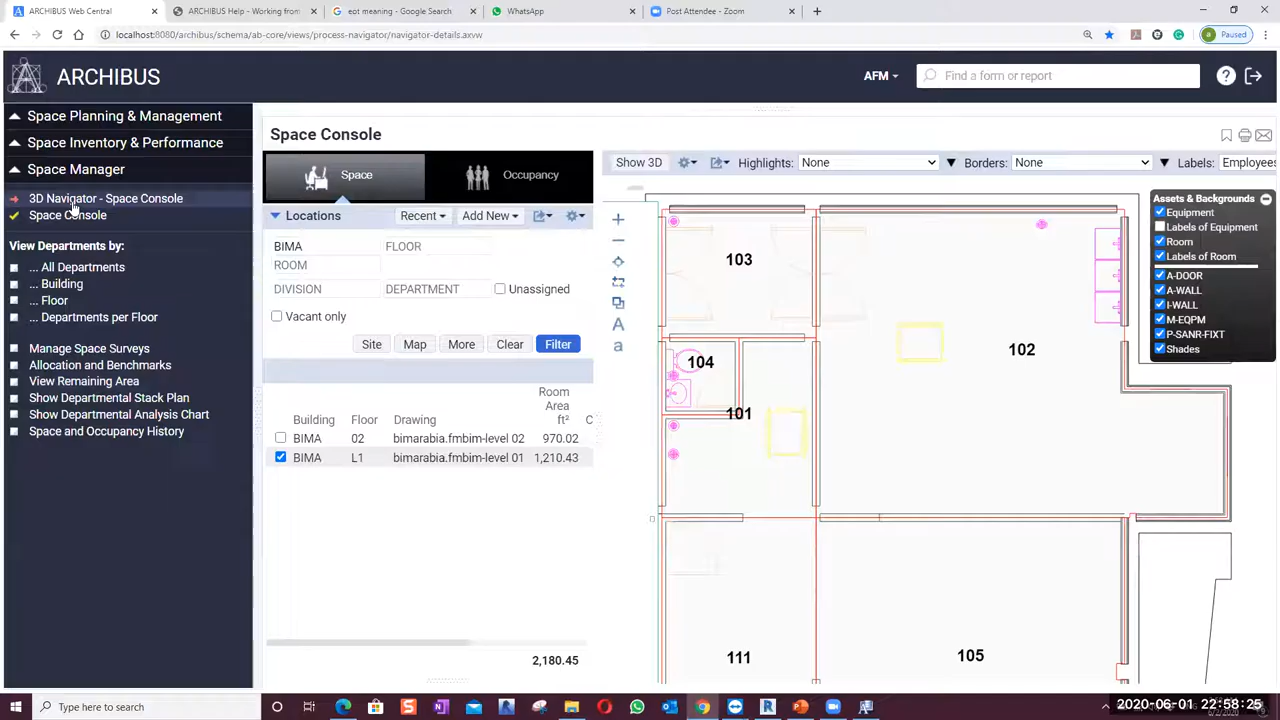 ARCHIBUS Web Central
ARCHIBUS Help - Working from
eot meaning - Google Search
WhatsApp
Post Attendee - Zoom
localhost:8080/archibus/schema/ab-core/views/process-navigator/navigator-details.axvw
Paused
ARCHIBUS
AFM
Find a form or report
Space Planning & Management
Space Inventory & Performance
Space Manager
3D Navigator - Space Console
Space Console
View Departments by:
... All Departments
... Building
... Floor
... Departments per Floor
Manage Space Surveys
Allocation and Benchmarks
View Remaining Area
Show Departmental Stack Plan
Show Departmental Analysis Chart
Space and Occupancy History
Space Console
Space
Occupancy
Locations
Recent
Add New
BIMA
FLOOR
ROOM
DIVISION
DEPARTMENT
Unassigned
Vacant only
Site
Map
More
Clear
Filter
Building Floor Drawing Room Area ft² C
BIMA 02 bimarabia.fmbim-level 02 970.02
BIMA L1 bimarabia.fmbim-level 01 1,210.43
2,180.45
Show 3D
Highlights: None
Borders: None
Labels: Employees
A
a
103
102
104
101
111
105
Assets & Backgrounds
Equipment
Labels of Equipment
Room
Labels of Room
A-DOOR
A-WALL
I-WALL
M-EQPM
P-SANR-FIXT
Shades
Type here to search
2020-06-01 22:58:25